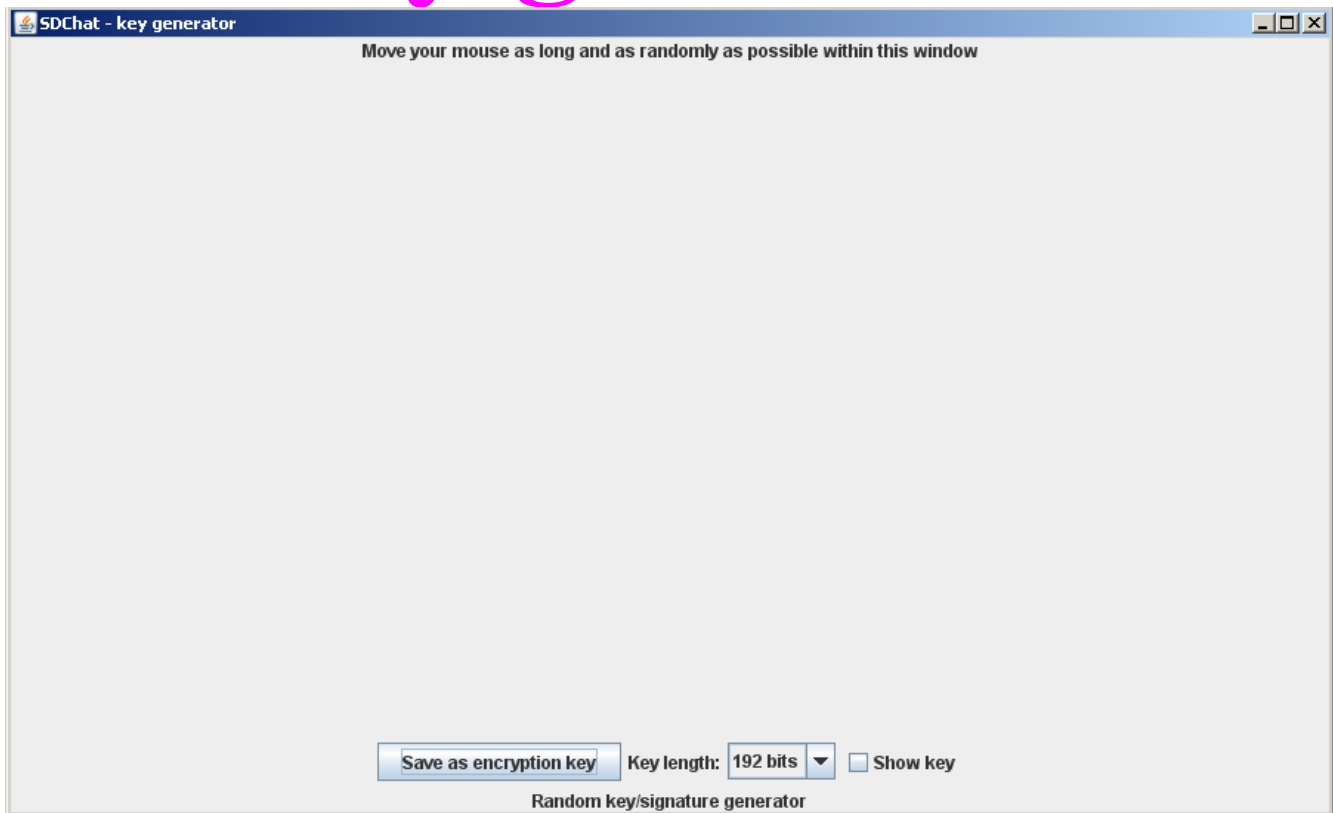 SDChat - key generator
Move your mouse as long and as randomly as possible within this window
Save as encryption key Key length: 192 bits Show key
Random key/signature generator